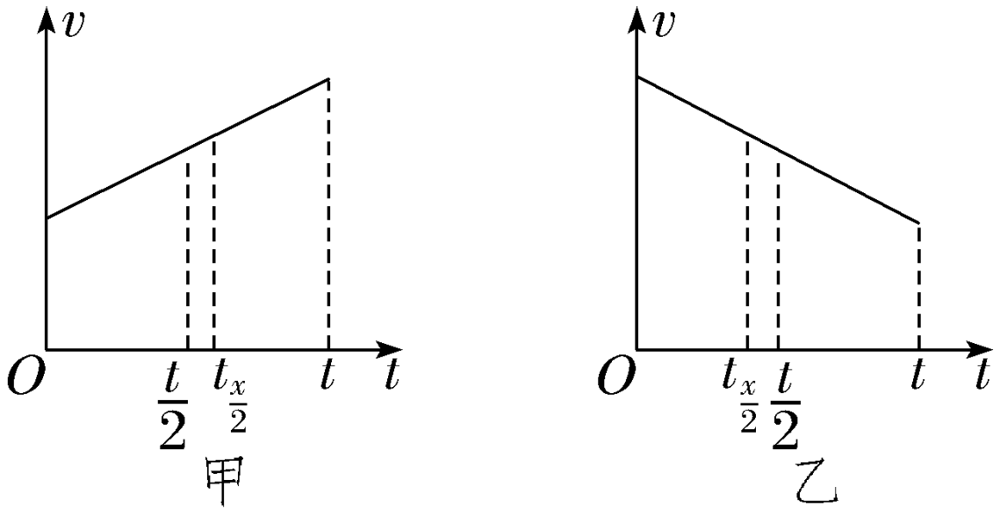 v v
O t/2 t_{x/2} t t O t_{x/2} t/2 t t
甲 乙